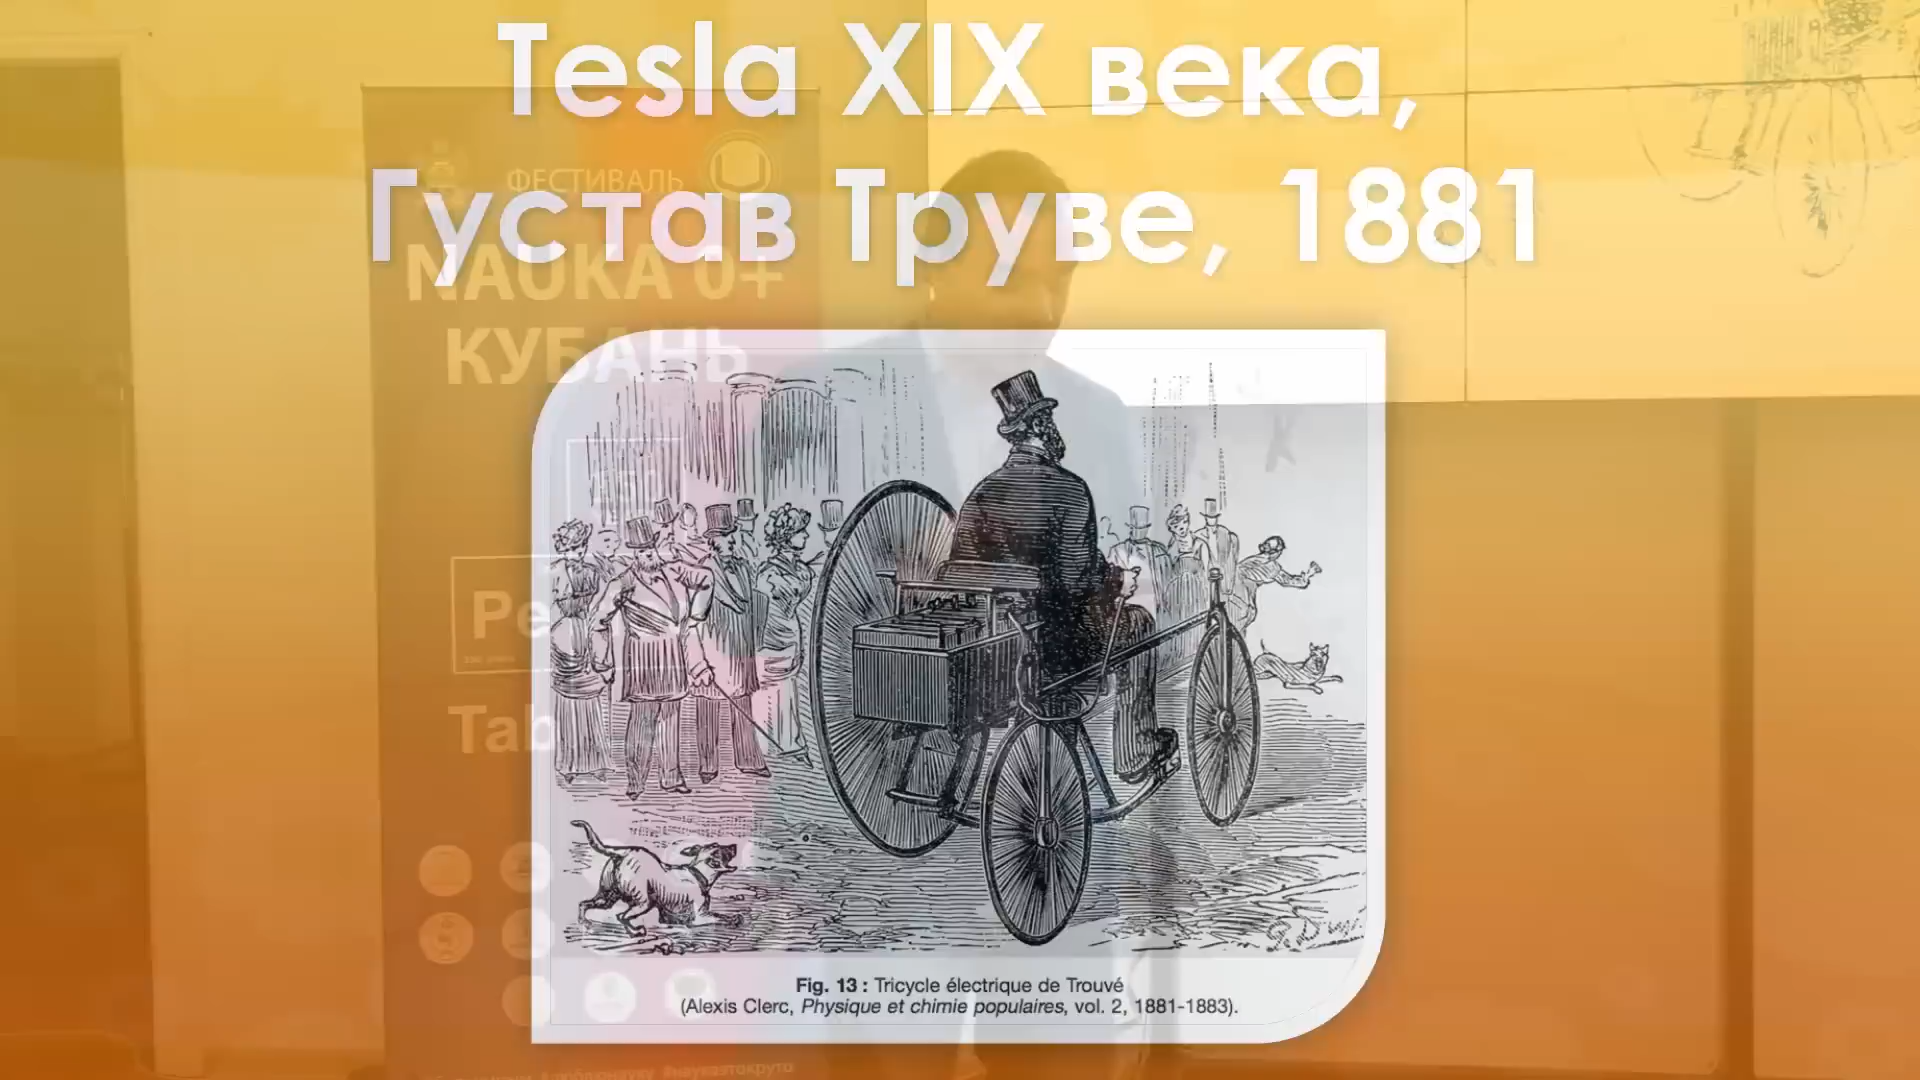 Tesla XIX века,
Густав Труве, 1881
ФЕСТИВАЛЬ
NAUKA 0+
КУБАНЬ
Fig. 13 : Tricycle électrique de Trouvé
(Alexis Clerc, Physique et chimie populaires, vol. 2, 1881-1883).